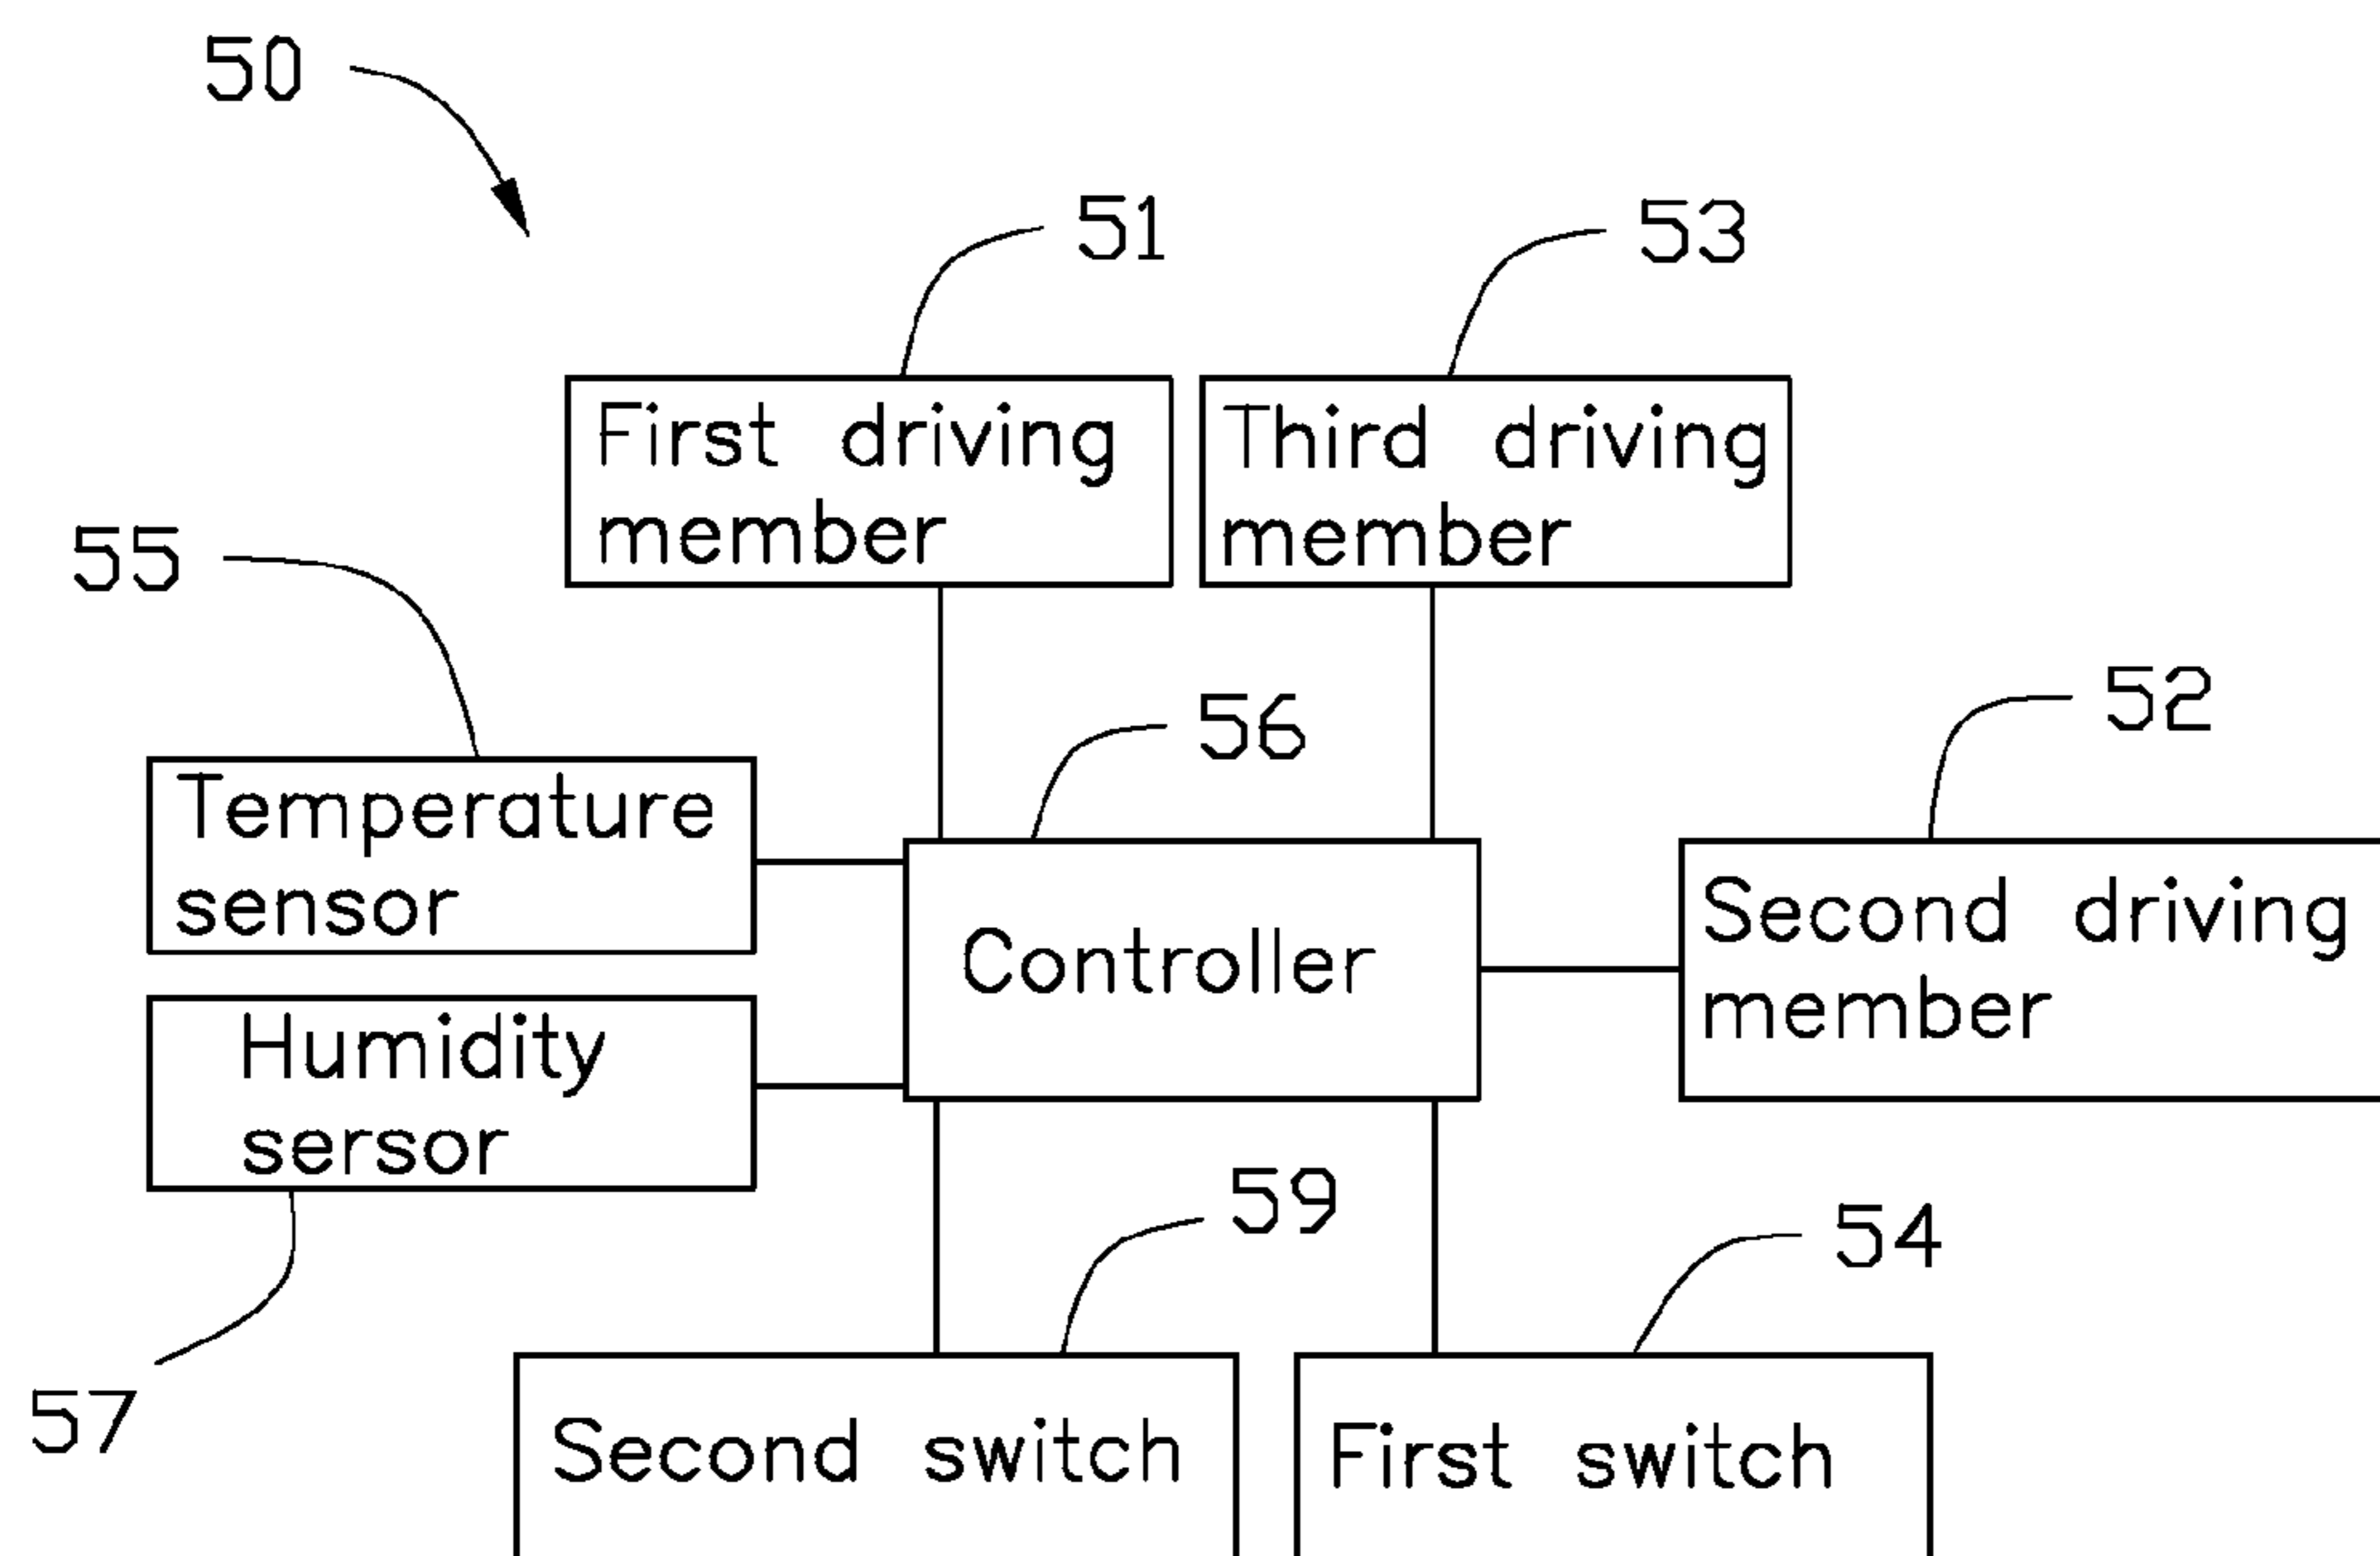 50
51
53
First driving
member
Third driving
member
55
56
52
Temperature
sensor
Controller
Second driving
member
Humidity
sersor
59
54
57
Second switch
First switch